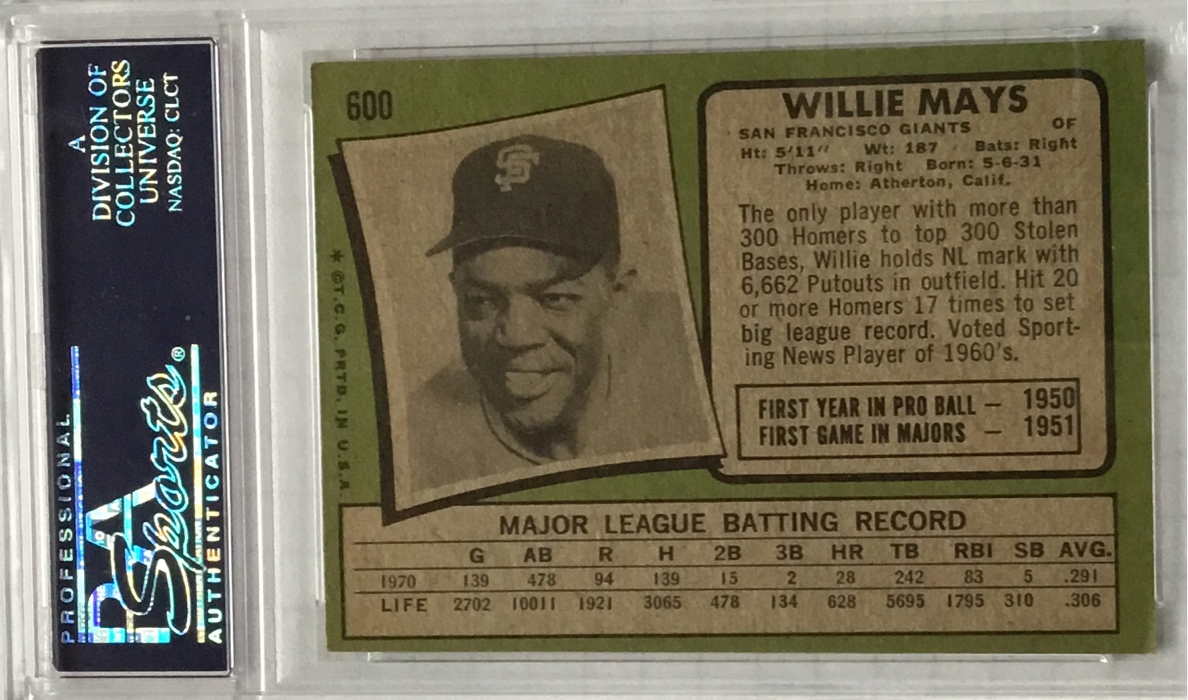 A
DIVISION OF
COLLECTORS
UNIVERSE
NASDAQ: CLCT
PROFESSIONAL
PSA
Sports®
AUTHENTICATOR
600
SF
* ©T.C.G. PRTD. IN U.S.A.
WILLIE MAYS
SAN FRANCISCO GIANTS OF
Ht: 5'11" Wt: 187 Bats: Right
Throws: Right Born: 5-6-31
Home: Atherton, Calif.
The only player with more than
300 Homers to top 300 Stolen
Bases, Willie holds NL mark with
6,662 Putouts in outfield. Hit 20
or more Homers 17 times to set
big league record. Voted Sport-
ing News Player of 1960's.
FIRST YEAR IN PRO BALL — 1950
FIRST GAME IN MAJORS — 1951
MAJOR LEAGUE BATTING RECORD
G AB R H 2B 3B HR TB RBI SB AVG.
1970 139 478 94 139 15 2 28 242 83 5 .291
LIFE 2702 10011 1921 3065 478 134 628 5695 1795 310 .306